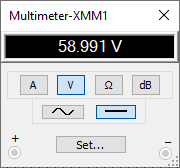 Multimeter-XMM1
58.991 V
A V Ω dB
+ Set... −